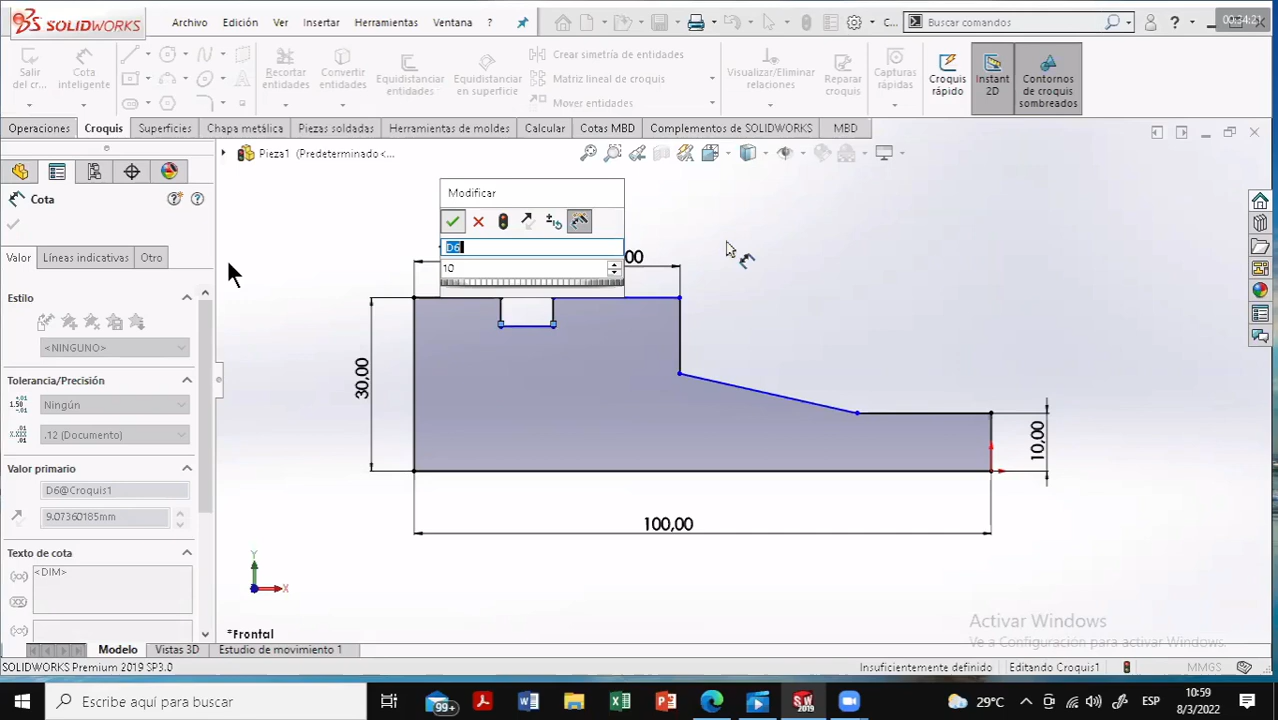 SOLIDWORKS
Archivo Edición Ver Insertar Herramientas Ventana ?
C...
Buscar comandos
?
00:34:21
Salir del cr...
Cota inteligente
Recortar entidades
Convertir entidades
Equidistanciar entidades
Equidistanciar en superficie
Crear simetría de entidades
Matriz lineal de croquis
Mover entidades
Visualizar/Eliminar relaciones
Reparar croquis
Capturas rápidas
Croquis rápido
Instant 2D
Contornos de croquis sombreados
Operaciones Croquis Superficies Chapa metálica Piezas soldadas Herramientas de moldes Calcular Cotas MBD Complementos de SOLIDWORKS MBD
Pieza1 (Predeterminado<...
Cota
Valor Líneas indicativas Otro
Estilo
<NINGUNO>
Tolerancia/Precisión
Ningún
.12 (Documento)
Valor primario
D6@Croquis1
9.07360185mm
Texto de cota
<DIM>
Modificar
D6
10
00
30,00
10,00
100,00
Y
X
*Frontal
Activar Windows
Ve a Configuración para activar Windows.
Modelo Vistas 3D Estudio de movimiento 1
SOLIDWORKS Premium 2019 SP3.0
Insuficientemente definido Editando Croquis1 MMGS
Escribe aquí para buscar
99+
29°C
ESP
10:59
8/3/2022